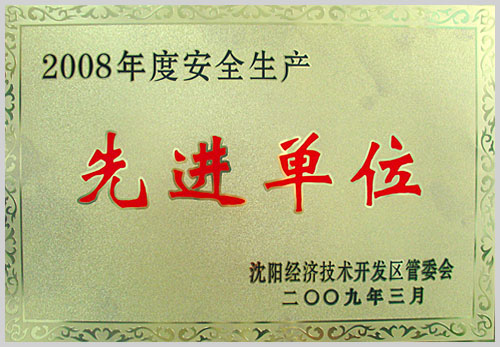 2008年度安全生产
先进单位
沈阳经济技术开发区管委会
二〇〇九年三月